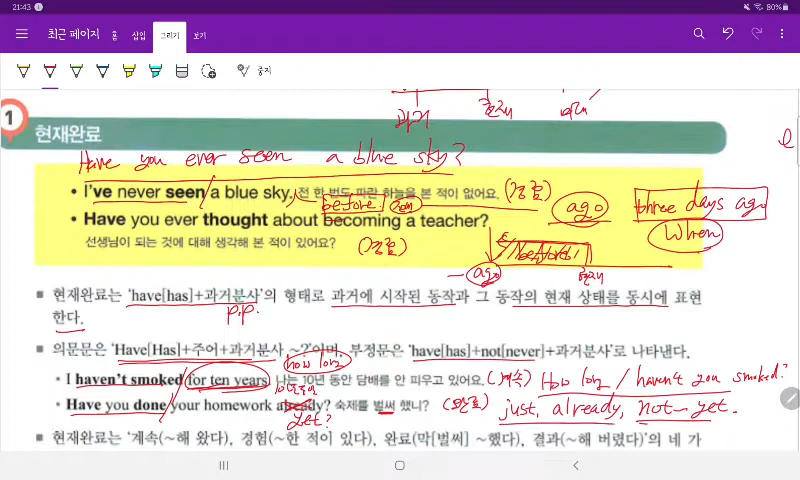 21:43 80%
최근 페이지 홈 삽입 그리기 보기
중지
과거 현재 미래
1
현재완료
e
Have you ever seen a blue sky?
• I've never seen a blue sky. 전 한 번도 파란 하늘을 본 적이 없어요. (경험)
before ago three days ago
• Have you ever thought about becoming a teacher?
When
선생님이 되는 것에 대해 생각해 본 적이 있어요? (경험)
before
ago 현재
현재완료는 'have[has]+과거분사'의 형태로 과거에 시작된 동작과 그 동작의 현재 상태를 동시에 표현
한다.
p.p.
의문문은 'Have[Has]+주어+과거분사 ~?'이며, 부정문은 'have[has]+not[never]+과거분사'로 나타낸다.
how long
• I haven't smoked for ten years. 나는 10년 동안 담배를 안 피우고 있어요. (계속) How long / haven't you smoked?
• Have you done your homework already? 숙제를 벌써 했니? (완료) just, already, not ~ yet.
yet?
현재완료는 '계속(~해 왔다), 경험(~한 적이 있다), 완료(막[벌써] ~했다), 결과(~해 버렸다)'의 네 가